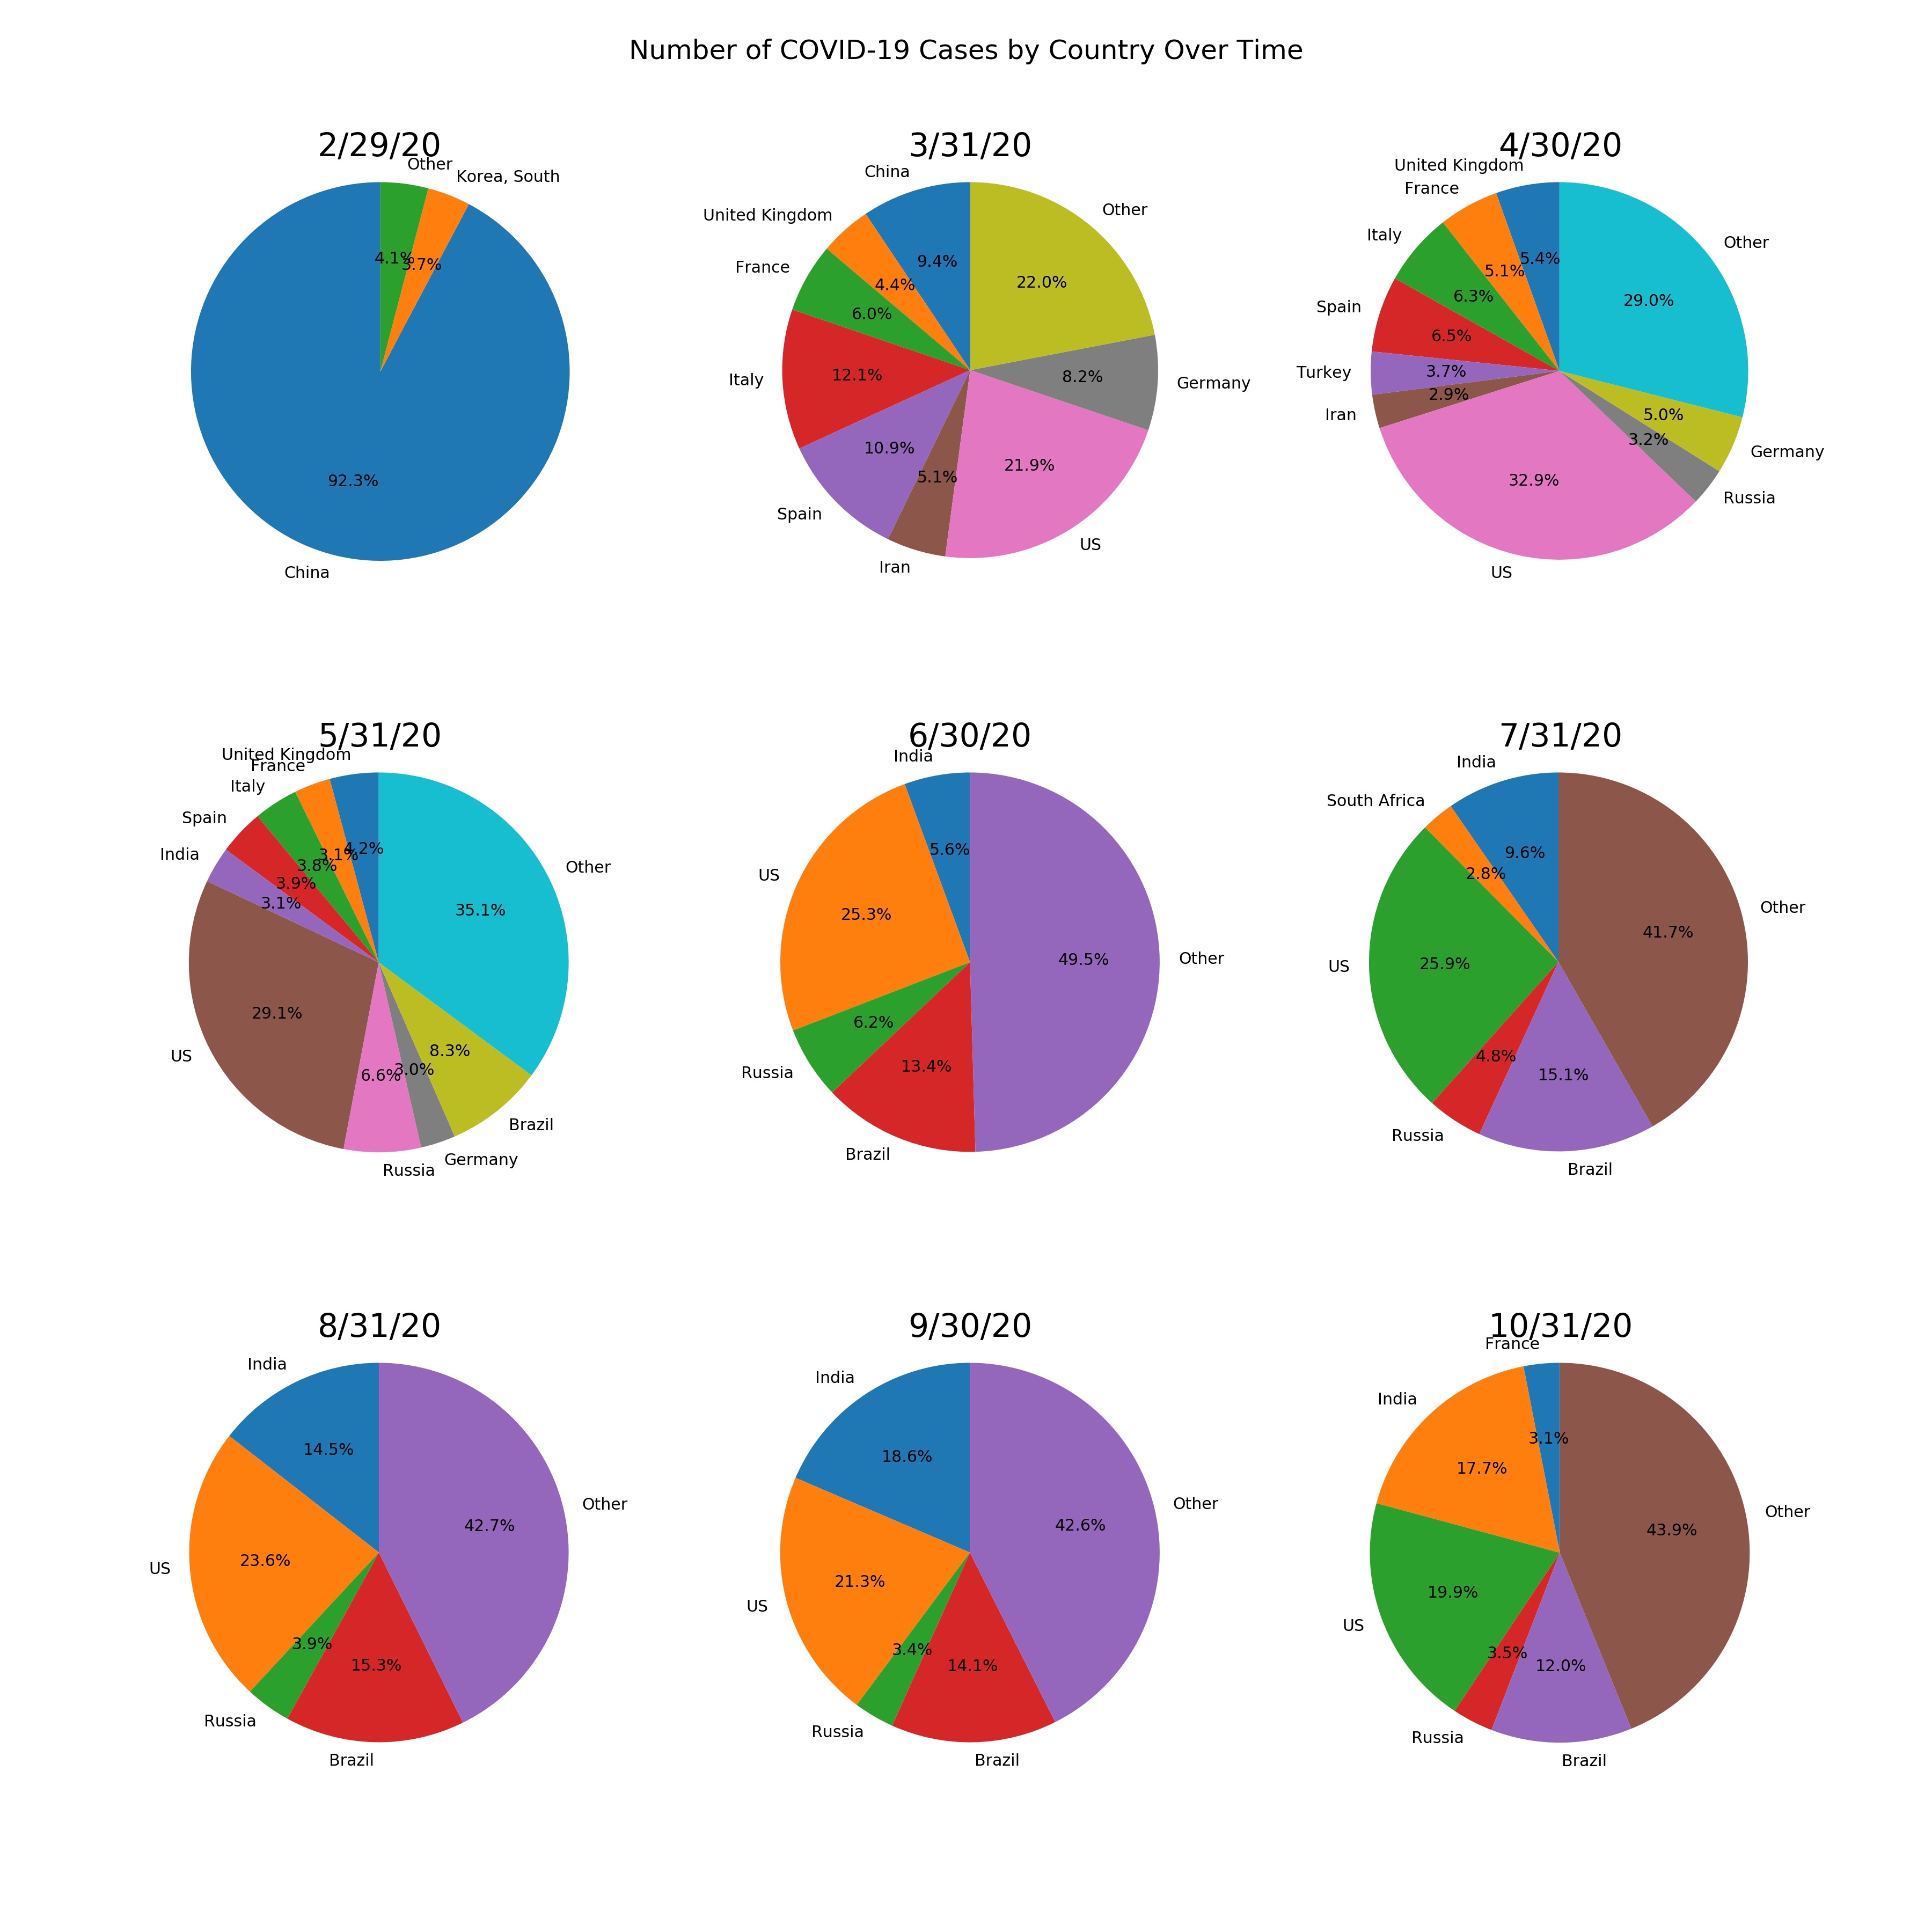 Number of COVID-19 Cases by Country Over Time
2/29/20
Other
Korea, South
4.1%
3.7%
92.3%
China
3/31/20
China
Other
United Kingdom
France
9.4%
22.0%
4.4%
6.0%
Italy
12.1%
8.2%
Germany
10.9%
21.9%
5.1%
Spain
US
Iran
4/30/20
United Kingdom
France
Italy
Other
5.4%
5.1%
6.3%
29.0%
Spain
6.5%
Turkey
3.7%
2.9%
Iran
5.0%
3.2%
Germany
32.9%
Russia
US
5/31/20
United Kingdom
France
Italy
Spain
India
4.2%
3.1%
3.8%
Other
3.9%
3.1%
35.1%
29.1%
US
8.3%
3.0%
6.6%
Brazil
Germany
Russia
6/30/20
India
5.6%
US
25.3%
49.5%
Other
6.2%
Russia
13.4%
Brazil
7/31/20
India
South Africa
9.6%
2.8%
Other
41.7%
US
25.9%
4.8%
15.1%
Russia
Brazil
8/31/20
India
14.5%
Other
42.7%
US
23.6%
3.9%
15.3%
Russia
Brazil
9/30/20
India
18.6%
Other
42.6%
21.3%
US
3.4%
14.1%
Russia
Brazil
10/31/20
France
India
3.1%
17.7%
Other
43.9%
19.9%
US
3.5%
12.0%
Russia
Brazil